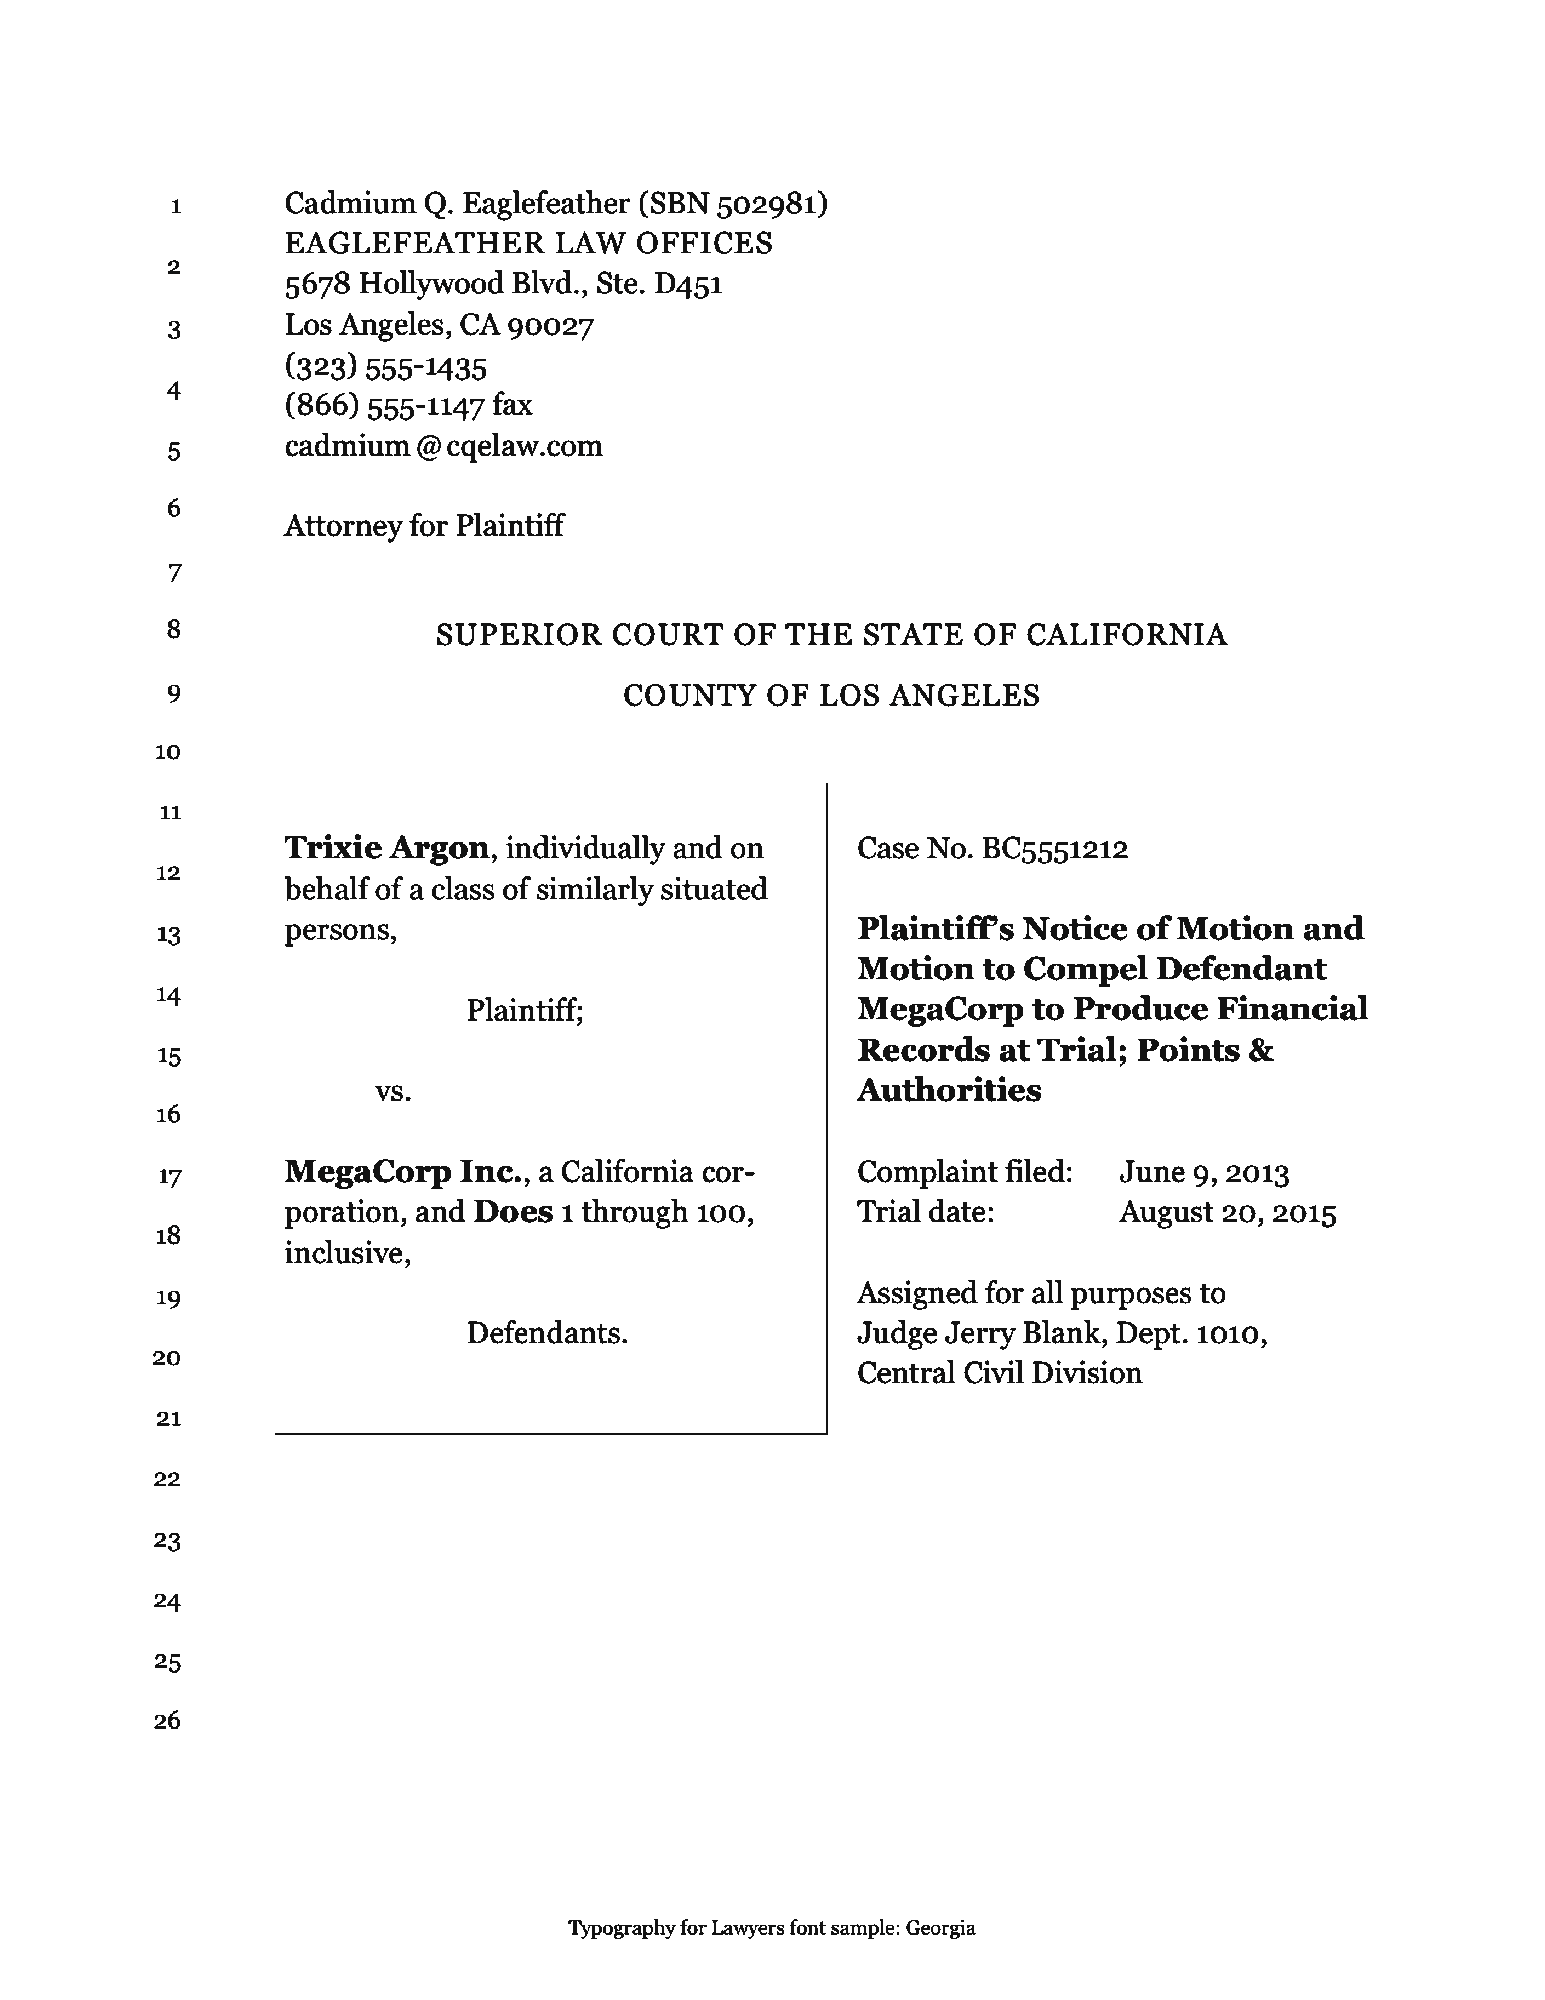 1
2
3
4
5
6
7
8
9
10
11
12
13
14
15
16
17
18
19
20
21
22
23
24
25
26
Cadmium Q. Eaglefeather (SBN 502981)
EAGLEFEATHER LAW OFFICES
5678 Hollywood Blvd., Ste. D451
Los Angeles, CA 90027
(323) 555-1435
(866) 555-1147 fax
cadmium @ cqelaw.com
Attorney for Plaintiff
SUPERIOR COURT OF THE STATE OF CALIFORNIA
COUNTY OF LOS ANGELES
Trixie Argon, individually and on
behalf of a class of similarly situated
persons,
Plaintiff;
vs.
MegaCorp Inc., a California cor-
poration, and Does 1 through 100,
inclusive,
Defendants.
Case No. BC5551212
Plaintiff’s Notice of Motion and
Motion to Compel Defendant
MegaCorp to Produce Financial
Records at Trial; Points &
Authorities
Complaint filed: June 9, 2013
Trial date: August 20, 2015
Assigned for all purposes to
Judge Jerry Blank, Dept. 1010,
Central Civil Division
Typography for Lawyers font sample: Georgia